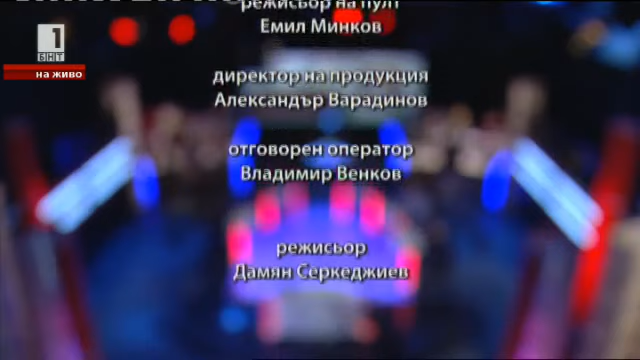 режисьор на пулт
Емил Минков
1
БНТ
на живо
директор на продукция
Александър Варадинов
отговорен оператор
Владимир Венков
режисьор
Дамян Серкеджиев